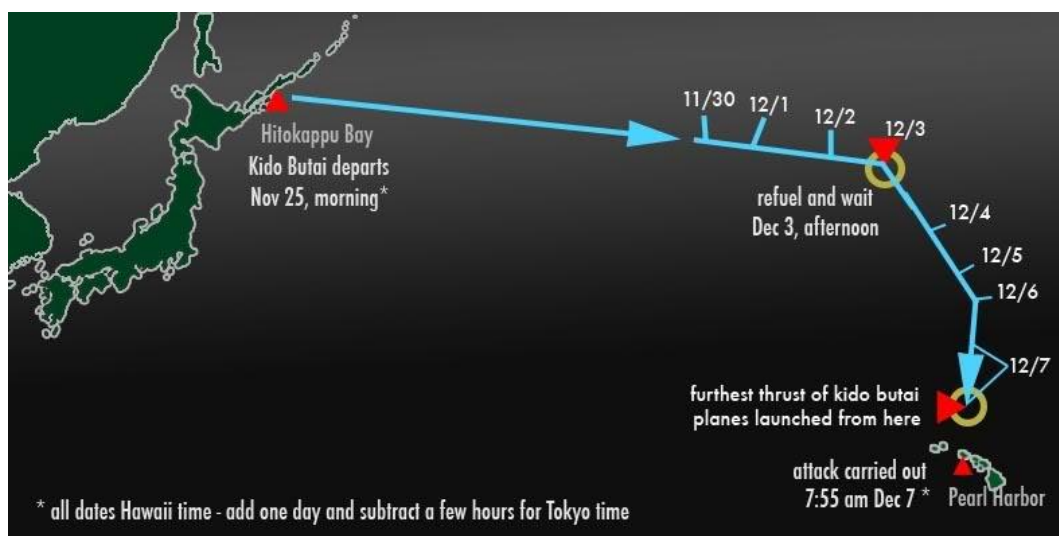 11/30
12/1
12/2
12/3
Hitokappu Bay
Kido Butai departs
Nov 25, morning*
refuel and wait
Dec 3, afternoon
12/4
12/5
12/6
12/7
furthest thrust of kido butai
planes launched from here
attack carried out
7:55 am Dec 7 *
Pearl Harbor
* all dates Hawaii time - add one day and subtract a few hours for Tokyo time